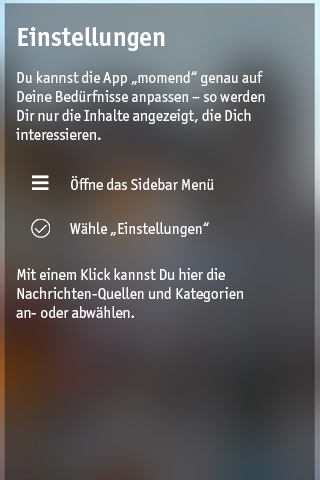 Einstellungen
Du kannst die App „momend“ genau auf
Deine Bedürfnisse anpassen – so werden
Dir nur die Inhalte angezeigt, die Dich
interessieren.
Öffne das Sidebar Menü
Wähle „Einstellungen“
Mit einem Klick kannst Du hier die
Nachrichten-Quellen und Kategorien
an- oder abwählen.